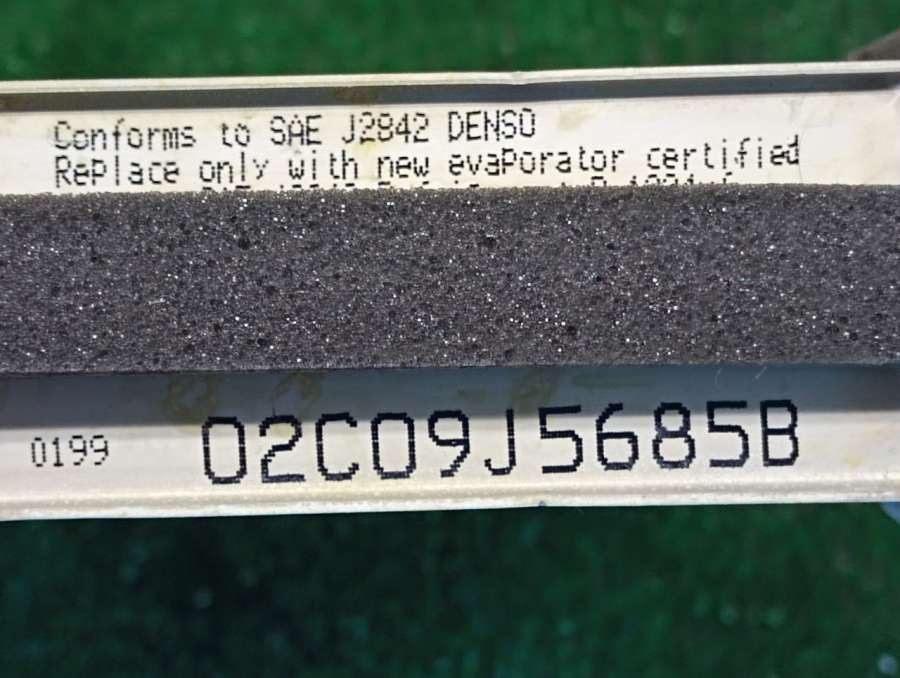 Conforms to SAE J2842 DENSO
Replace only with new evaporator certified
0199 02C09J5685B